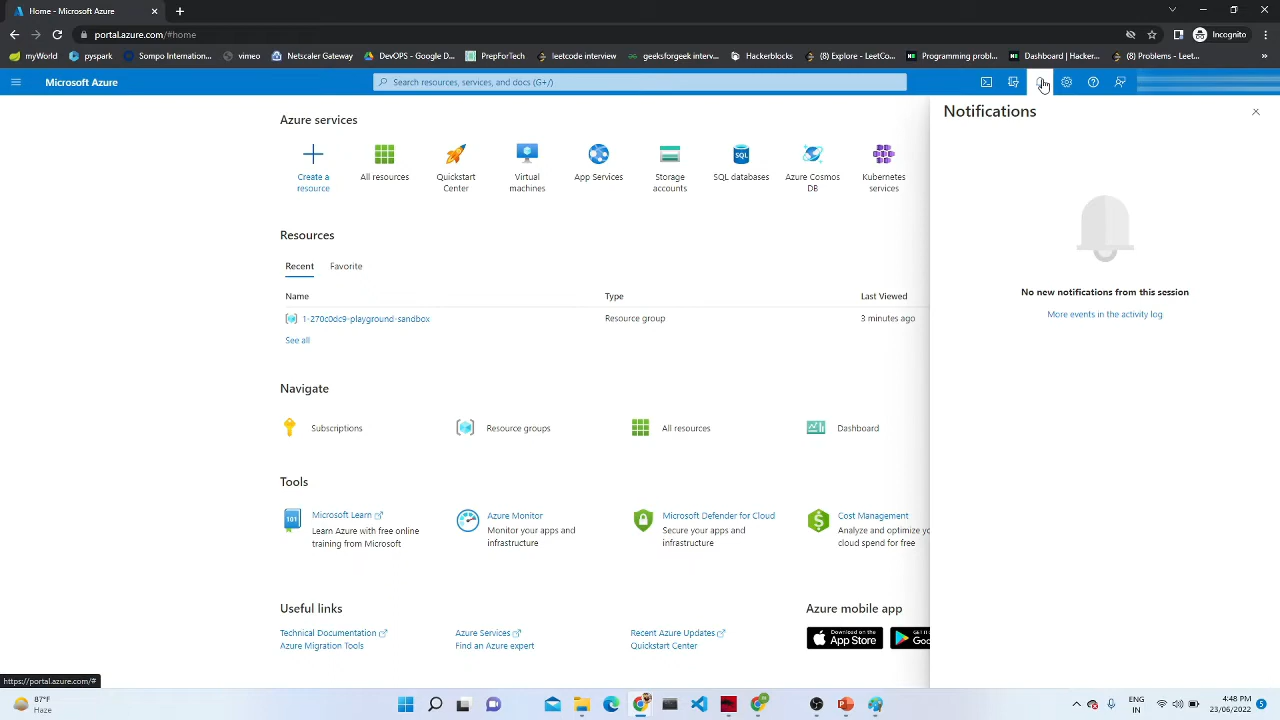 Home - Microsoft Azure
portal.azure.com/#home
Incognito
myWorld
pyspark
Sompo Internation...
vimeo
Netscaler Gateway
DevOPS - Google D...
PrepForTech
leetcode interview
geeksforgeek interv...
Hackerblocks
(8) Explore - LeetCo...
Programming probl...
Dashboard | Hacker...
(8) Problems - Leet...
»
Microsoft Azure
Search resources, services, and docs (G+/)
Notifications
No new notifications from this session
More events in the activity log
Azure services
Create a
resource
All resources
Quickstart
Center
Virtual
machines
App Services
Storage
accounts
SQL
SQL databases
Azure Cosmos
DB
Kubernetes
services
Resources
Recent
Favorite
Name
Type
Last Viewed
1-270c0dc9-playground-sandbox
Resource group
3 minutes ago
See all
Navigate
Subscriptions
Resource groups
All resources
Dashboard
Tools
101
Microsoft Learn
Learn Azure with free online
training from Microsoft
Azure Monitor
Monitor your apps and
infrastructure
Microsoft Defender for Cloud
Secure your apps and
infrastructure
$
Cost Management
Analyze and optimize yo
cloud spend for free
Useful links
Azure mobile app
Technical Documentation
Azure Services
Recent Azure Updates
Azure Migration Tools
Find an Azure expert
Quickstart Center
Download on the
App Store
GET I
Goo
https://portal.azure.com/#
87°F
Haze
ENG
IN
4:48 PM
23/06/2022
5